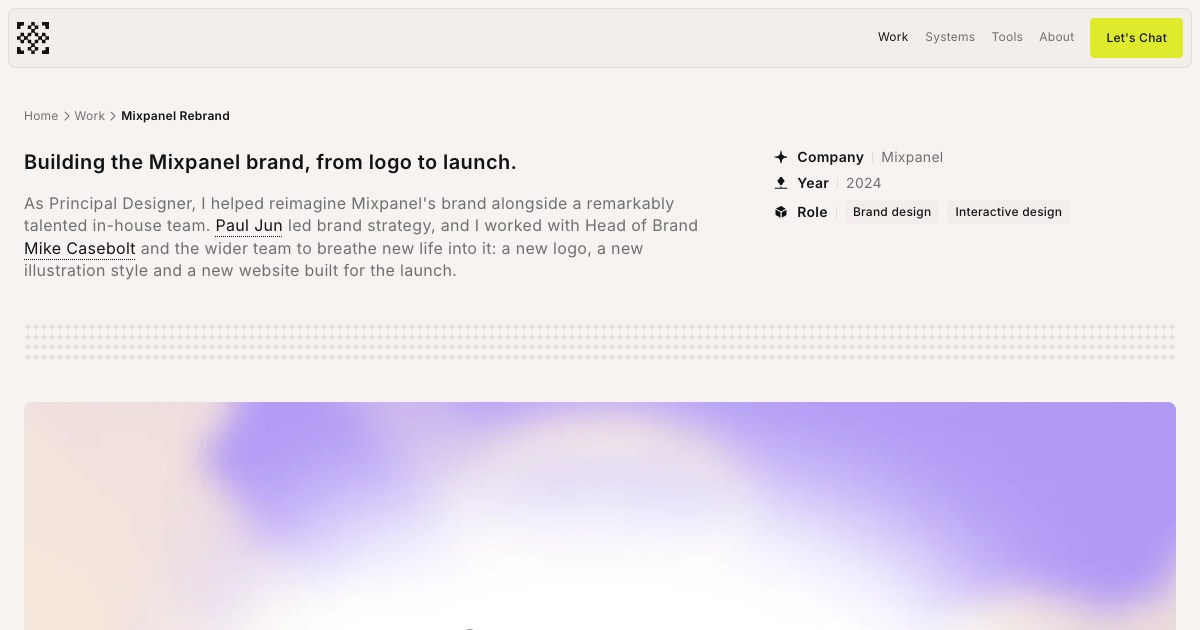 Work Systems Tools About Let's Chat
Home Work Mixpanel Rebrand
Building the Mixpanel brand, from logo to launch.
As Principal Designer, I helped reimagine Mixpanel's brand alongside a remarkably
talented in-house team. Paul Jun led brand strategy, and I worked with Head of Brand
Mike Casebolt and the wider team to breathe new life into it: a new logo, a new
illustration style and a new website built for the launch.
Company Mixpanel
Year 2024
Role Brand design Interactive design